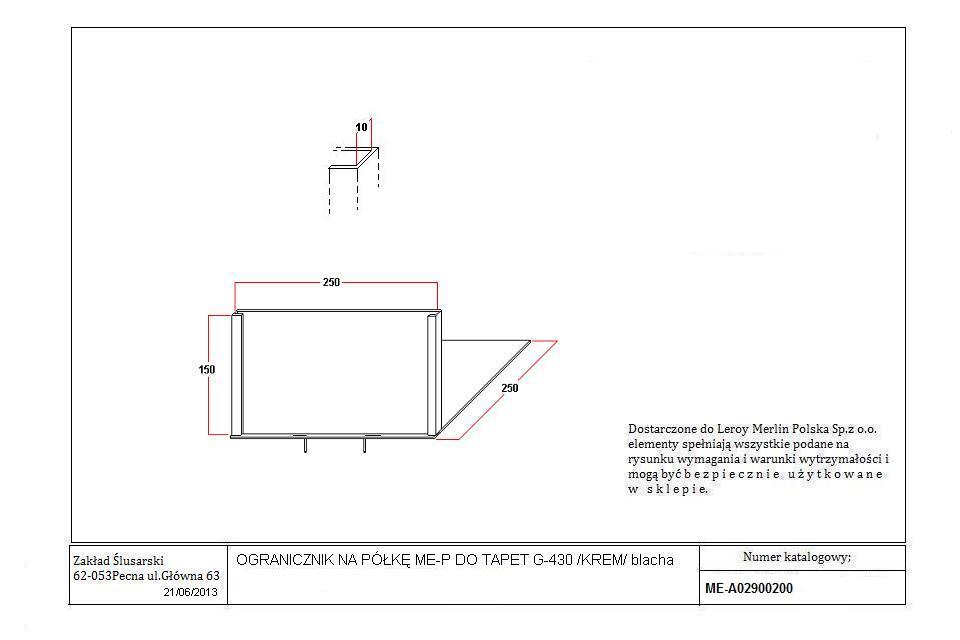 10
250
150
250
Dostarczone do Leroy Merlin Polska Sp.z o.o.
elementy spełniają wszystkie podane na
rysunku wymagania i warunki wytrzymałości i
mogą być b e z p i e c z n i e u ż y t k o w a n e
w s k l e p i e.
Zakład Ślusarski
62-053Pecna ul.Główna 63
21/06/2013
OGRANICZNIK NA PÓŁKĘ ME-P DO TAPET G-430 /KREM/ blacha
Numer katalogowy;
ME-A02900200